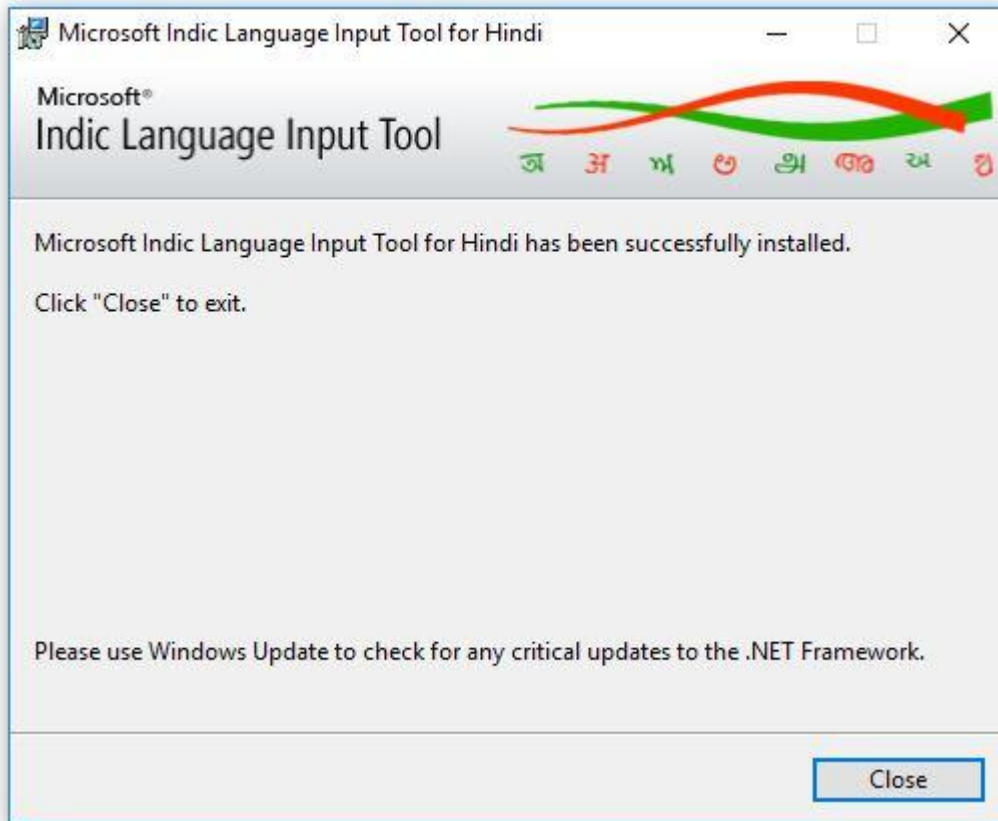 Microsoft Indic Language Input Tool for Hindi
Microsoft®
Indic Language Input Tool
অ अ ਅ అ அ അ અ ଅ
Microsoft Indic Language Input Tool for Hindi has been successfully installed.
Click "Close" to exit.
Please use Windows Update to check for any critical updates to the .NET Framework.
Close